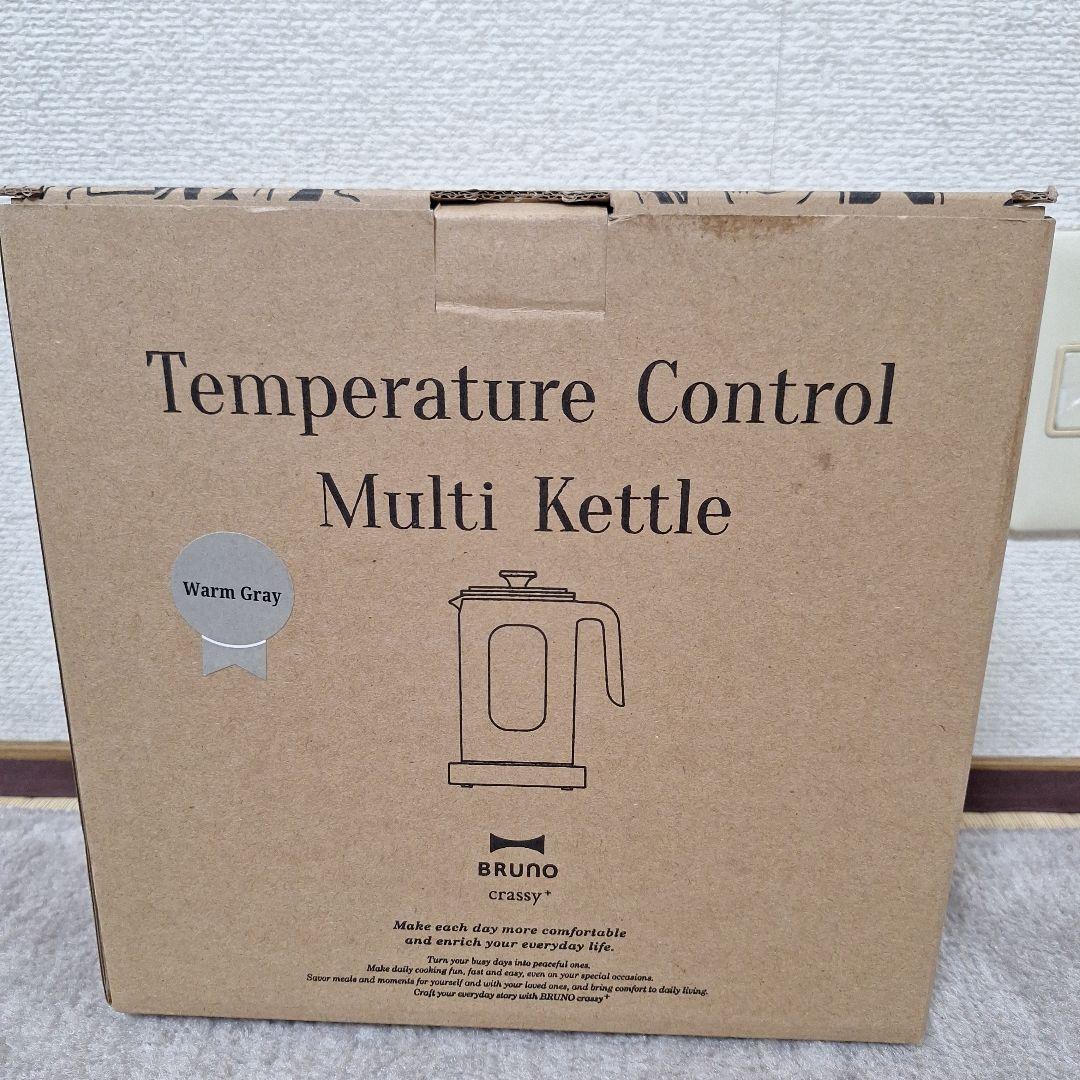 Temperature Control
Multi Kettle
Warm Gray
BRUNO
crassy+
Make each day more comfortable
and enrich your everyday life.
Turn your busy days into peaceful ones.
Make daily cooking fun, fast and easy, even on your special occasions.
Savor meals and moments for yourself and with your loved ones, and bring comfort to daily living.
Craft your everyday story with BRUNO crassy+